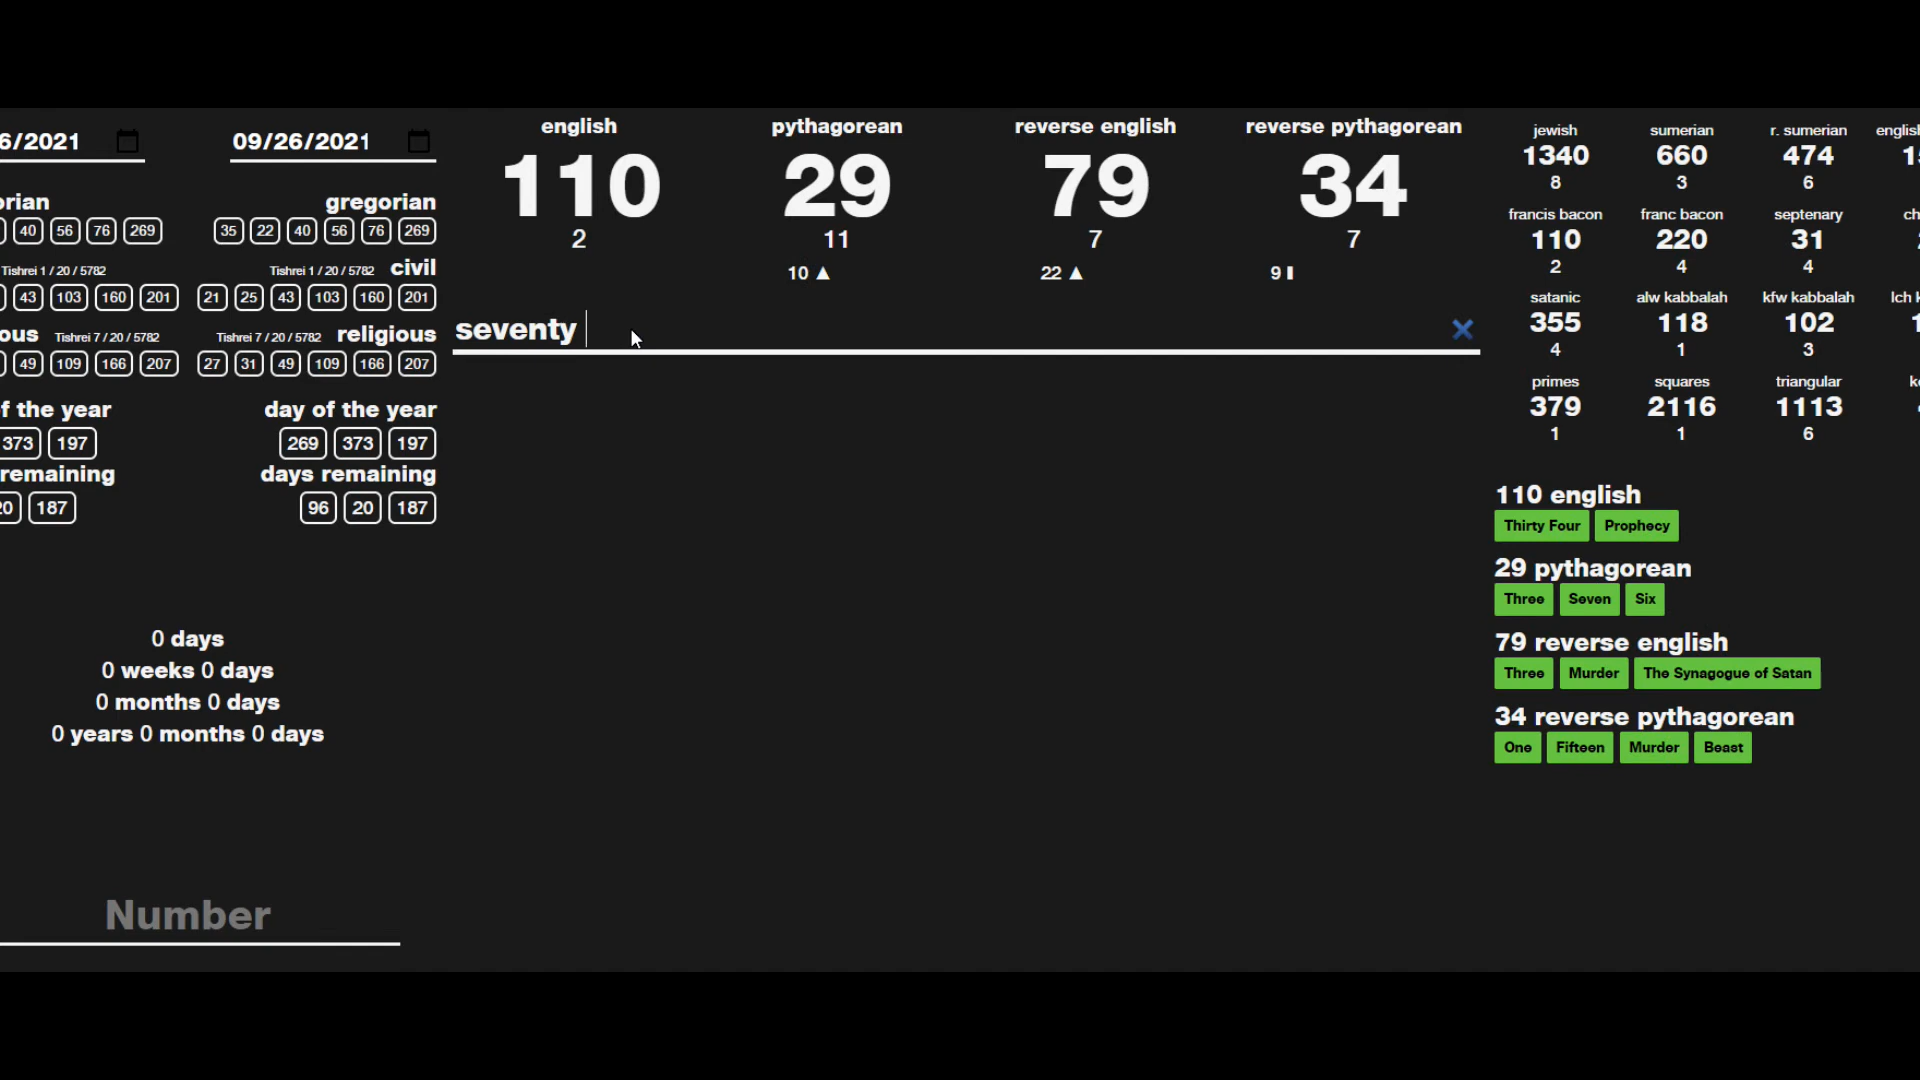 6/2021
09/26/2021
orian
40 56 76 269
gregorian
35 22 40 56 76 269
Tishrei 1 / 20 / 5782
43 103 160 201
Tishrei 1 / 20 / 5782 civil
21 25 43 103 160 201
ous Tishrei 7 / 20 / 5782
49 109 166 207
Tishrei 7 / 20 / 5782 religious
27 31 49 109 166 207
f the year
373 197
day of the year
269 373 197
remaining
20 187
days remaining
96 20 187
0 days
0 weeks 0 days
0 months 0 days
0 years 0 months 0 days
Number
english
110
2
pythagorean
29
11
10 ▲
reverse english
79
7
22 ▲
reverse pythagorean
34
7
9 ▮
seventy
jewish sumerian r. sumerian english
1340 660 474
8 3 6
francis bacon franc bacon septenary ch
110 220 31
2 4 4
satanic alw kabbalah kfw kabbalah lch
355 118 102
4 1 3
primes squares triangular
379 2116 1113
1 1 6
110 english
Thirty Four Prophecy
29 pythagorean
Three Seven Six
79 reverse english
Three Murder The Synagogue of Satan
34 reverse pythagorean
One Fifteen Murder Beast